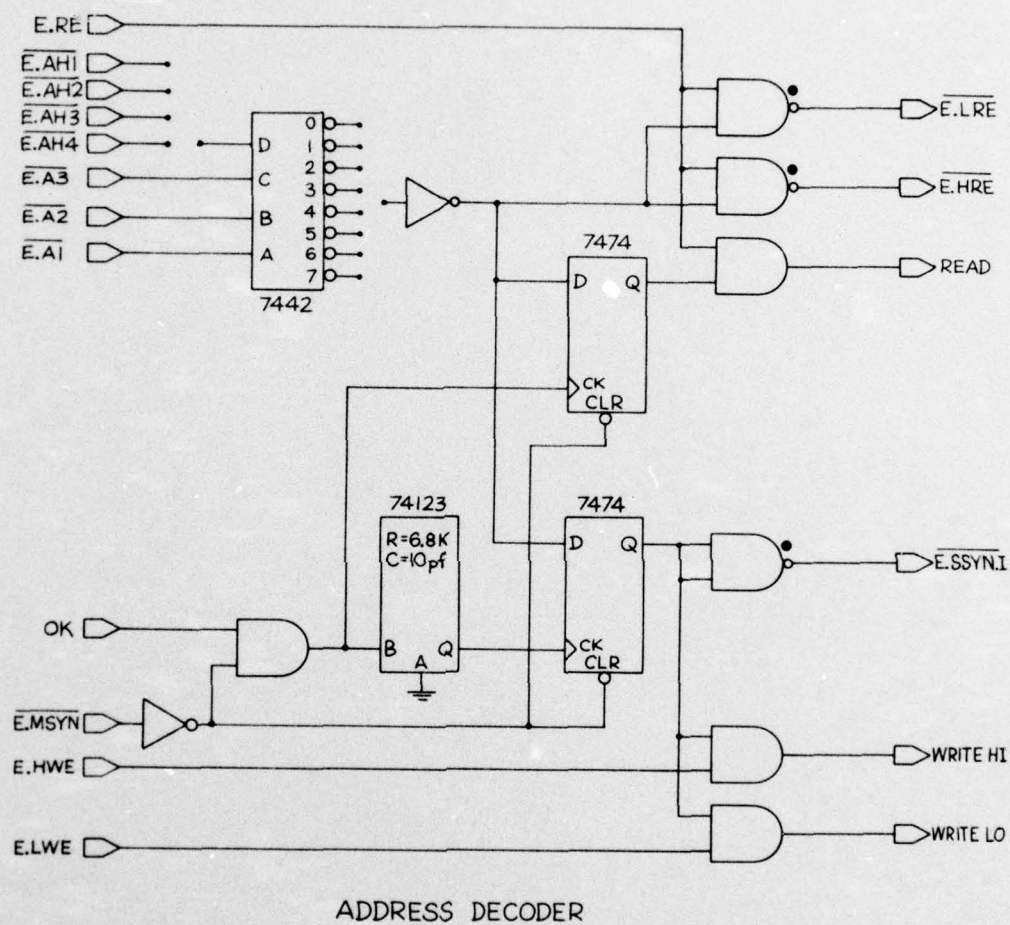 E.RE
E.AH1
E.AH2
E.AH3
E.AH4
E.A3
E.A2
E.A1
D
C
B
A
0
1
2
3
4
5
6
7
7442
E.LRE
E.HRE
READ
7474
D Q
CK
CLR
74123
R=6.8K
C=10pf
B Q
A
7474
D Q
CK
CLR
E.SSYN.I
OK
E.MSYN
E.HWE
E.LWE
WRITE HI
WRITE LO
ADDRESS DECODER